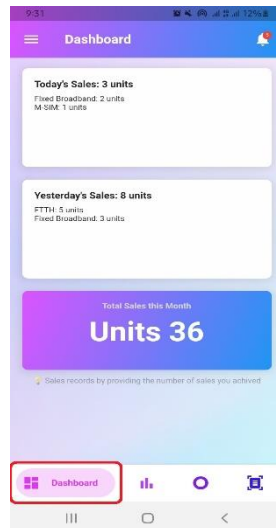 9:31
12%
Dashboard
Today's Sales: 3 units
Fixed Broadband: 2 units
M-SIM: 1 units
Yesterday's Sales: 8 units
FTTH: 5 units
Fixed Broadband: 3 units
Total Sales this Month
Units 36
Sales records by providing the number of sales you achieved
Dashboard